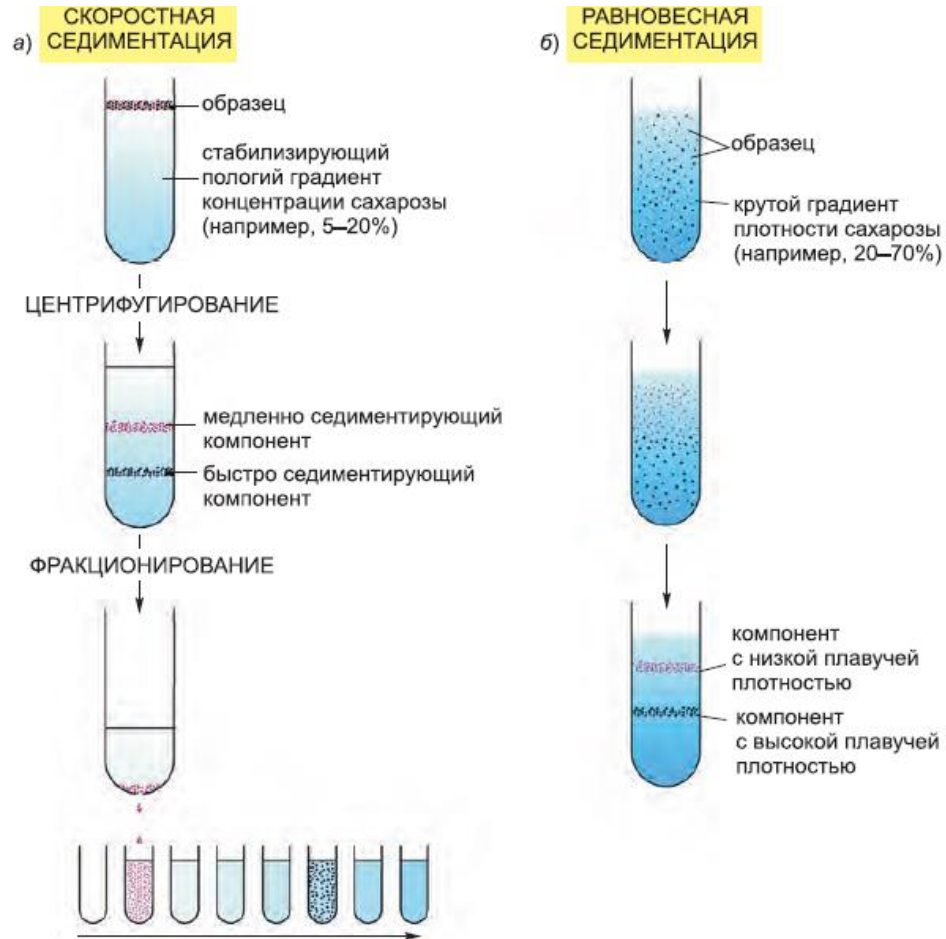 а) СКОРОСТНАЯ
СЕДИМЕНТАЦИЯ
образец
стабилизирующий
пологий градиент
концентрации сахарозы
(например, 5–20%)
ЦЕНТРИФУГИРОВАНИЕ
медленно седиментирующий
компонент
быстро седиментирующий
компонент
ФРАКЦИОНИРОВАНИЕ
б) РАВНОВЕСНАЯ
СЕДИМЕНТАЦИЯ
образец
крутой градиент
плотности сахарозы
(например, 20–70%)
компонент
с низкой плавучей
плотностью
компонент
с высокой плавучей
плотностью